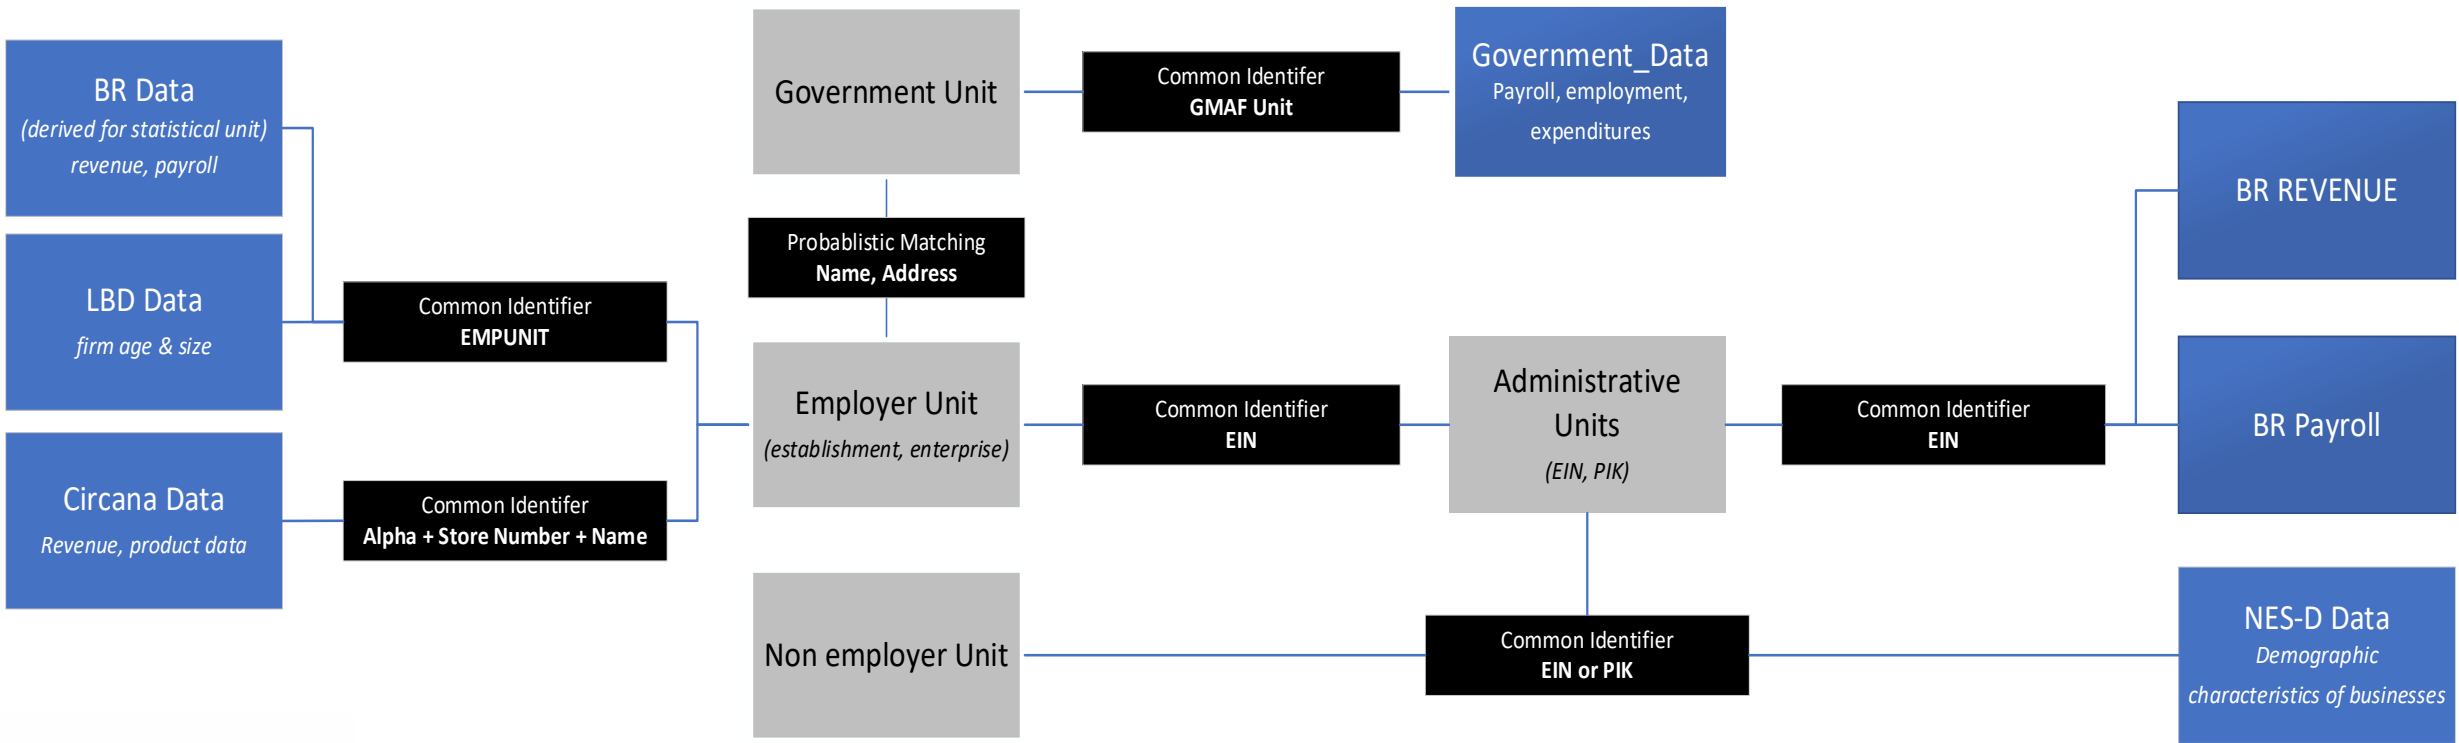 BR Data
(derived for statistical unit)
revenue, payroll
LBD Data
firm age & size
Circana Data
Revenue, product data
Common Identifier
EMPUNIT
Common Identifer
Alpha + Store Number + Name
Government Unit
Probablistic Matching
Name, Address
Employer Unit
(establishment, enterprise)
Non employer Unit
Common Identifer
GMAF Unit
Common Identifier
EIN
Government_Data
Payroll, employment,
expenditures
Administrative
Units
(EIN, PIK)
Common Identifier
EIN or PIK
Common Identifier
EIN
BR REVENUE
BR Payroll
NES-D Data
Demographic
characteristics of businesses